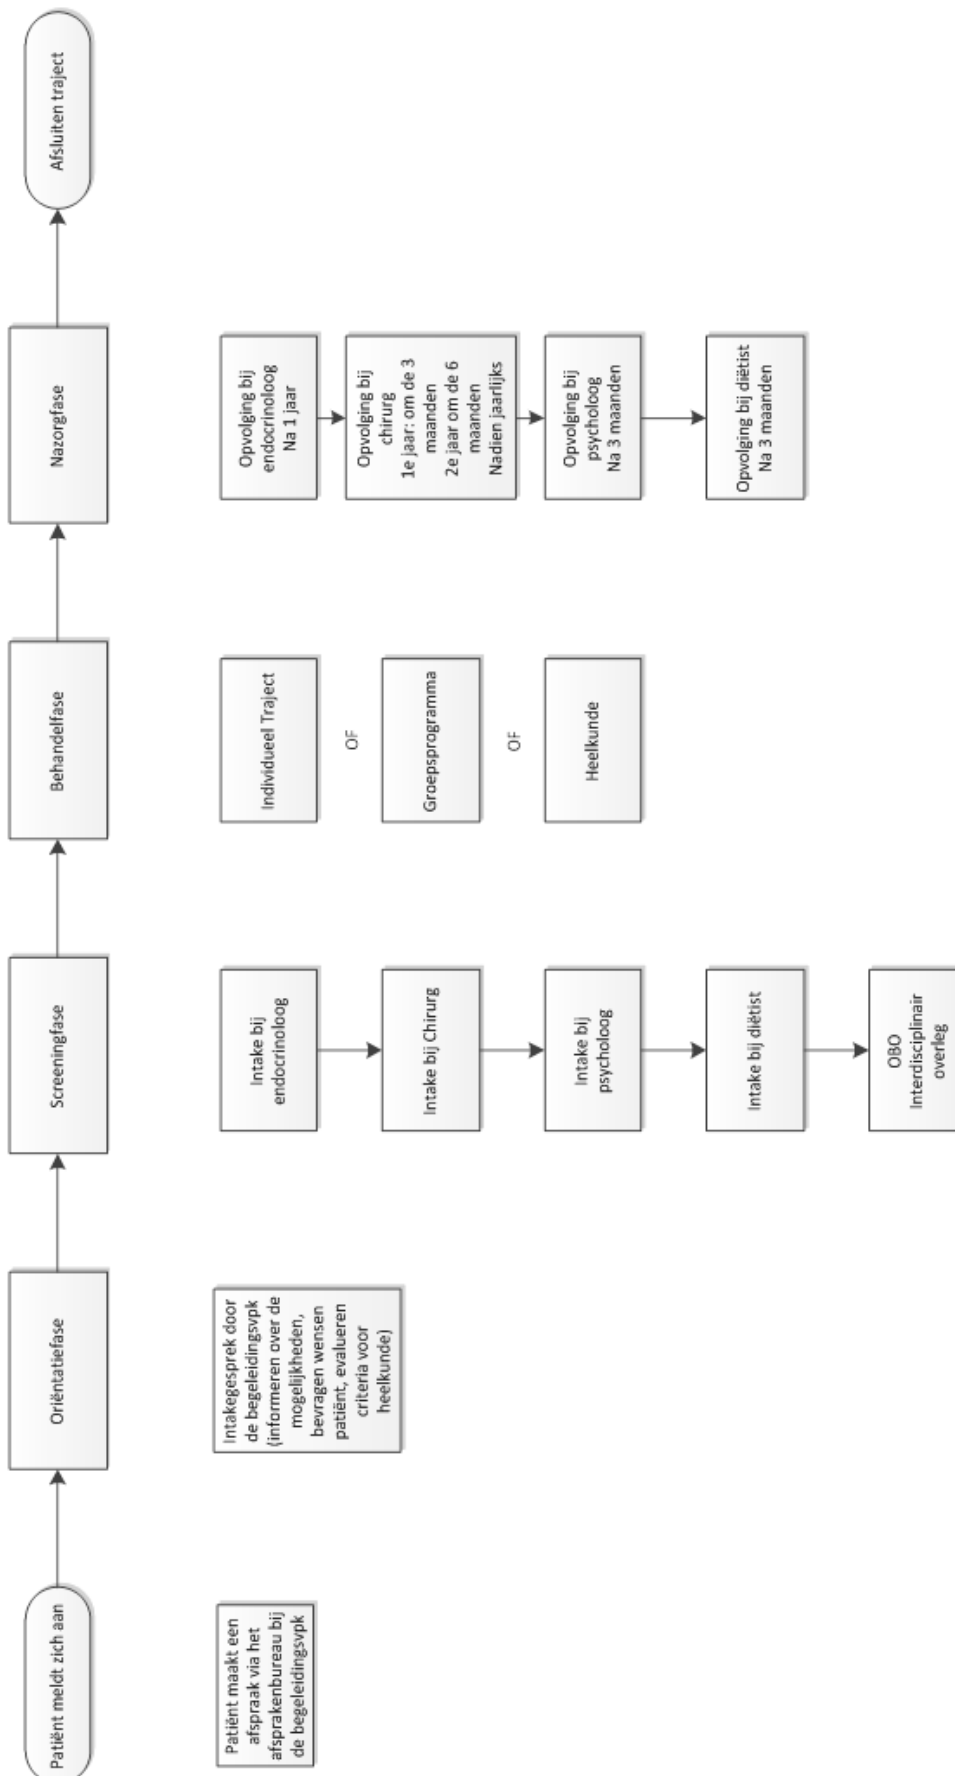 Patiënt meldt zich aan
Oriëntatiefase
Screeningfase
Behandelfase
Nazorgfase
Afsluiten traject
Patiënt maakt een
afspraak via het
afsprakenbureau bij
de begeleidingsvpk
Intakegesprek door
de begeleidingsvpk
(informeren over de
mogelijkheden,
bevragen wensen
patiënt, evalueren
criteria voor
heelkunde)
Intake bij
endocrinoloog
Intake bij Chirurg
Intake bij
psycholoog
Intake bij diëtist
OBO
Interdisciplinair
overleg
Individueel Traject
OF
Groepsprogramma
OF
Heelkunde
Opvolging bij
endocrinoloog
Na 1 jaar
Opvolging bij
chirurg
1e jaar: om de 3
maanden
2e jaar om de 6
maanden
Nadien jaarlijks
Opvolging bij
psycholoog
Na 3 maanden
Opvolging bij diëtist
Na 3 maanden